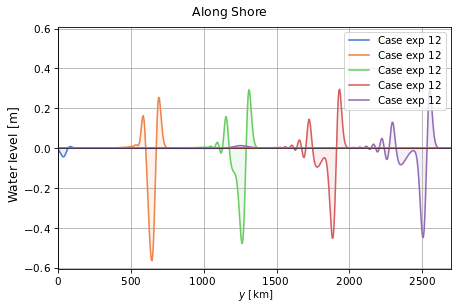 Along Shore
Water level [m]
0.6
0.4
0.2
0.0
−0.2
−0.4
−0.6
Case exp 12
Case exp 12
Case exp 12
Case exp 12
Case exp 12
0 500 1000 1500 2000 2500
y [km]